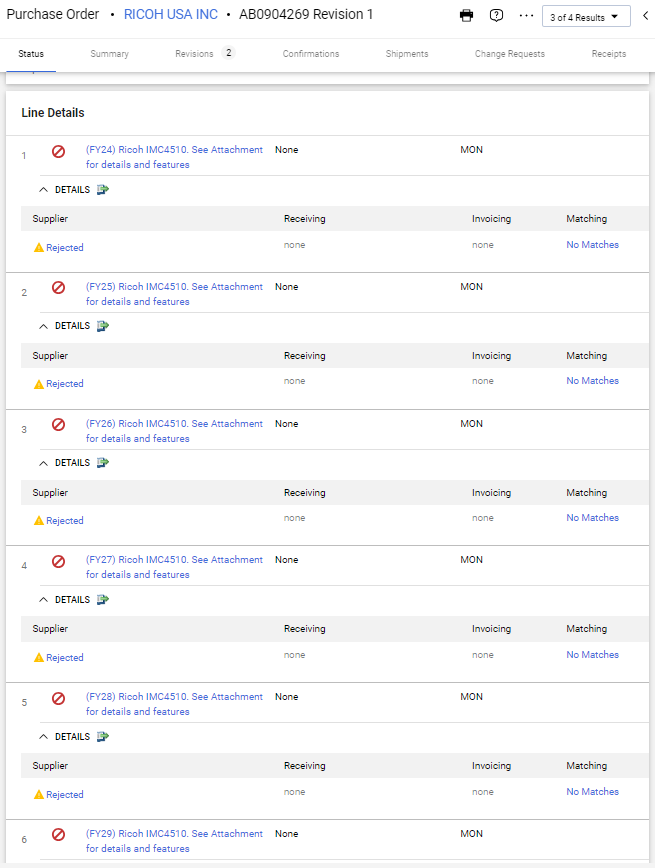 Purchase Order • RICOH USA INC • AB0904269 Revision 1
3 of 4 Results
Status Summary Revisions 2 Confirmations Shipments Change Requests Receipts
Line Details
1 (FY24) Ricoh IMC4510. See Attachment None MON
for details and features
DETAILS
Supplier Receiving Invoicing Matching
Rejected none none No Matches
2 (FY25) Ricoh IMC4510. See Attachment None MON
for details and features
DETAILS
Supplier Receiving Invoicing Matching
Rejected none none No Matches
3 (FY26) Ricoh IMC4510. See Attachment None MON
for details and features
DETAILS
Supplier Receiving Invoicing Matching
Rejected none none No Matches
4 (FY27) Ricoh IMC4510. See Attachment None MON
for details and features
DETAILS
Supplier Receiving Invoicing Matching
Rejected none none No Matches
5 (FY28) Ricoh IMC4510. See Attachment None MON
for details and features
DETAILS
Supplier Receiving Invoicing Matching
Rejected none none No Matches
6 (FY29) Ricoh IMC4510. See Attachment None MON
for details and features